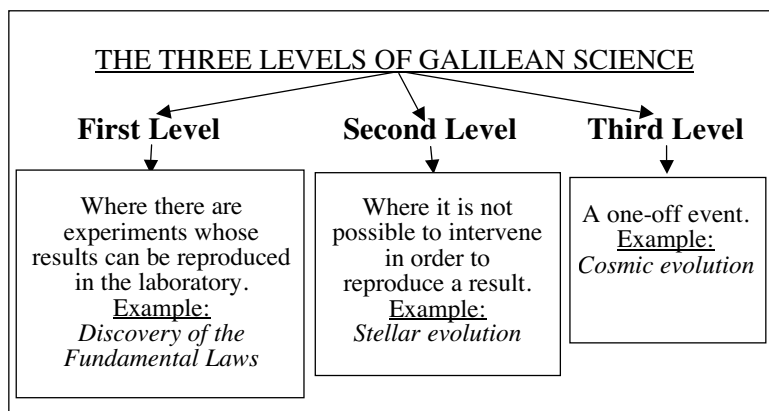 THE THREE LEVELS OF GALILEAN SCIENCE
First Level
Where there are
experiments whose
results can be reproduced
in the laboratory.
Example:
Discovery of the
Fundamental Laws
Second Level
Where it is not
possible to intervene
in order to
reproduce a result.
Example:
Stellar evolution
Third Level
A one-off event.
Example:
Cosmic evolution